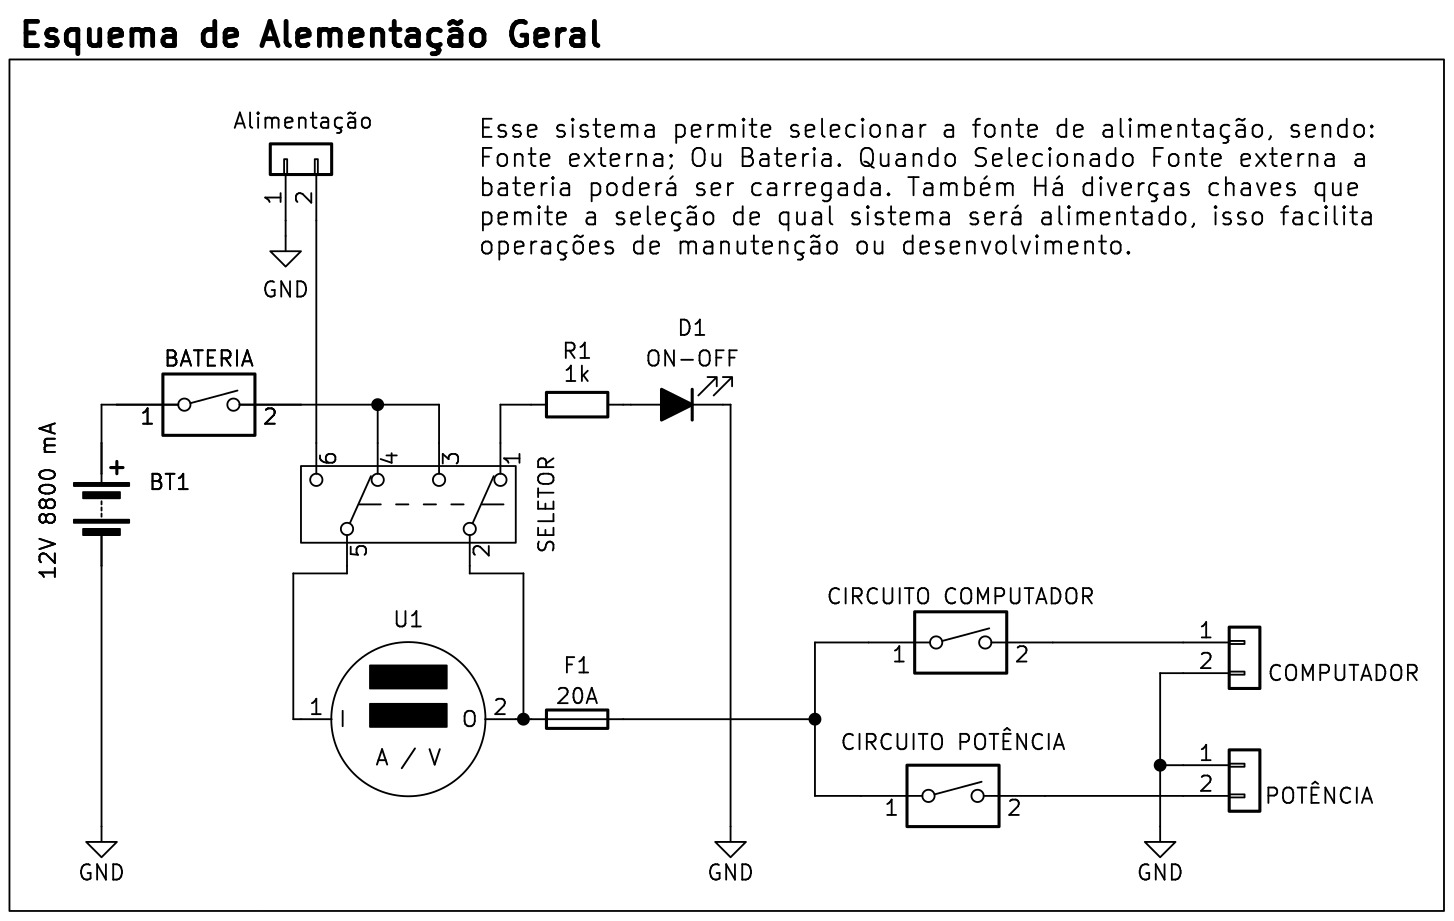 Esquema de Alementação Geral
Alimentação
Esse sistema permite selecionar a fonte de alimentação, sendo:
Fonte externa; Ou Bateria. Quando Selecionado Fonte externa a
bateria poderá ser carregada. Também Há diverças chaves que
pemite a seleção de qual sistema será alimentado, isso facilita
operações de manutenção ou desenvolvimento.
1
2
GND
D1
ON-OFF
R1
1k
BATERIA
1
2
12V 8800 mA
+
BT1
6
4
3
1
SELETOR
5
2
U1
1
I
O
2
A / V
F1
20A
CIRCUITO COMPUTADOR
1
2
1
2
COMPUTADOR
CIRCUITO POTÊNCIA
1
2
1
2
POTÊNCIA
GND
GND
GND